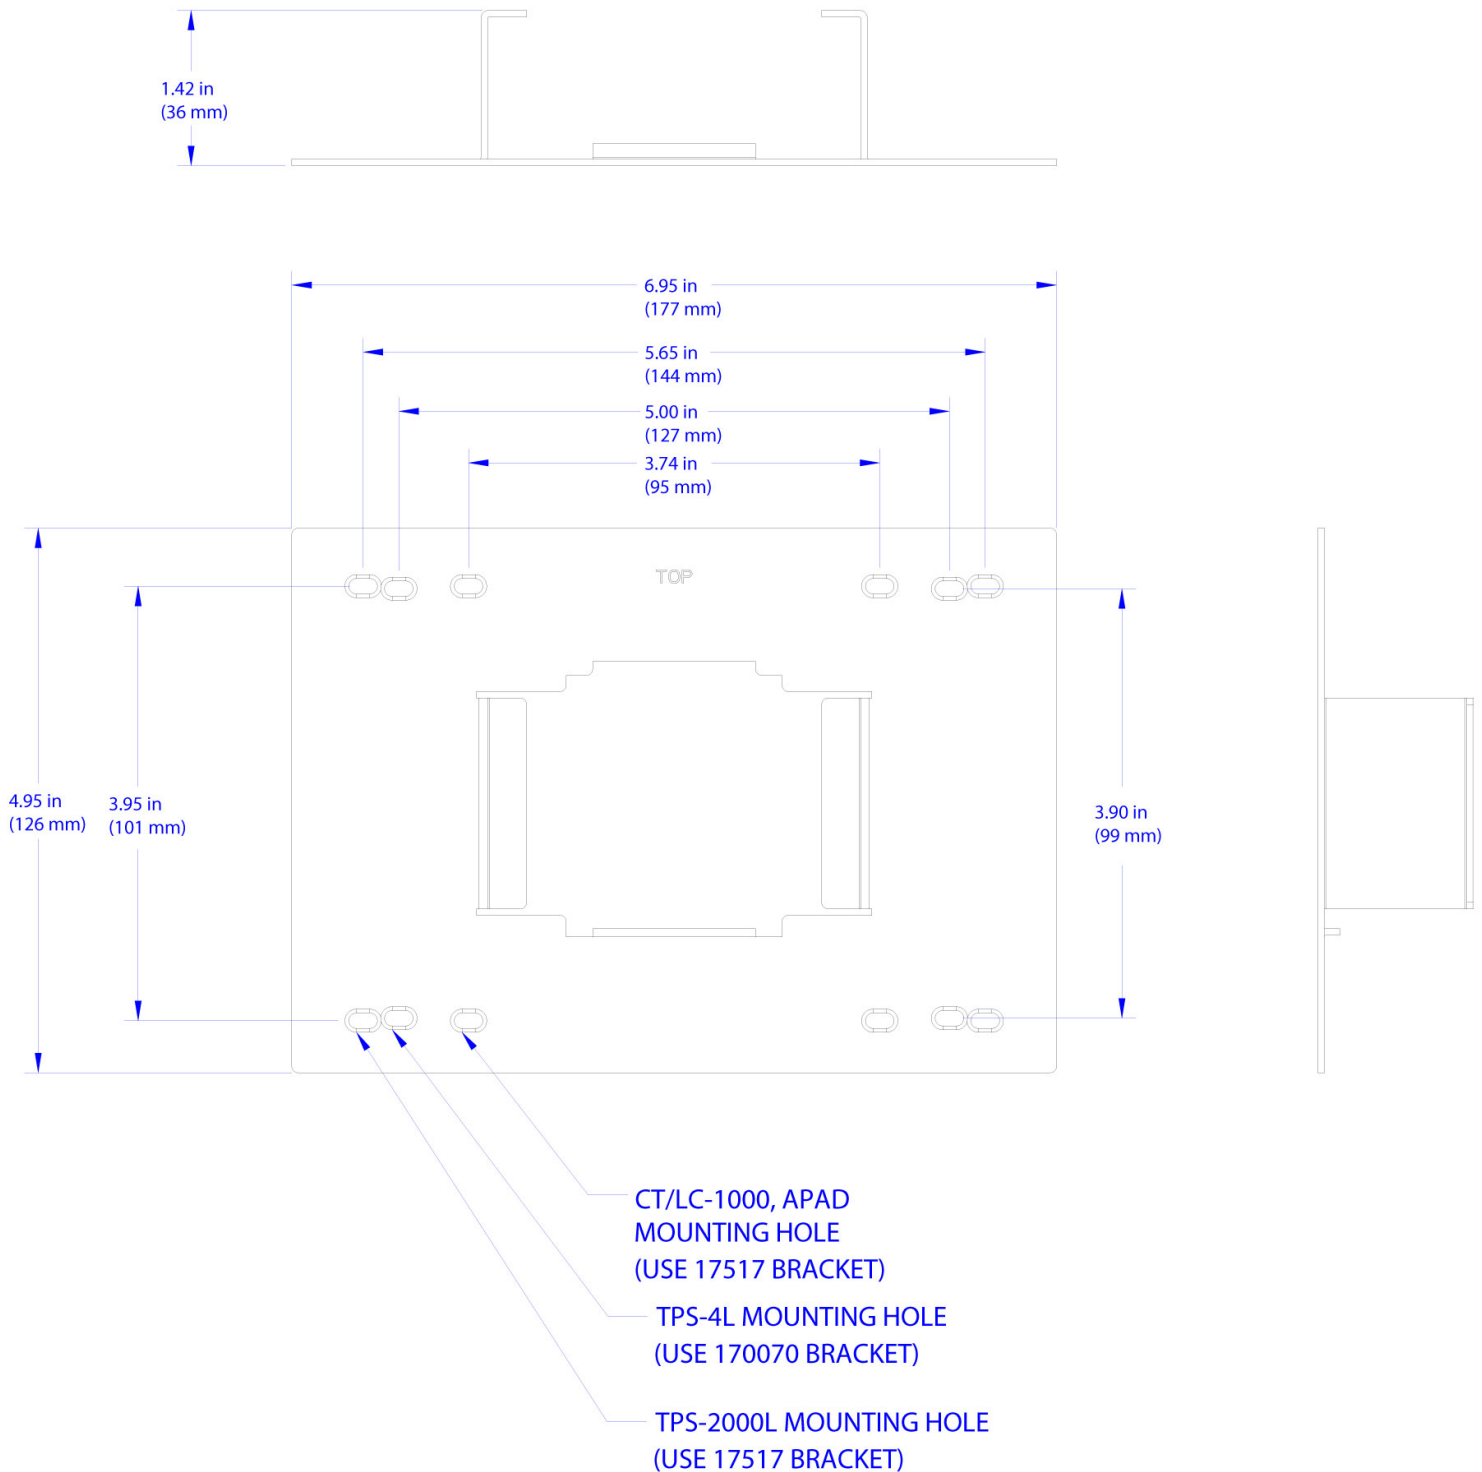 1.42 in
(36 mm)
6.95 in
(177 mm)
5.65 in
(144 mm)
5.00 in
(127 mm)
3.74 in
(95 mm)
TOP
4.95 in
(126 mm)
3.95 in
(101 mm)
3.90 in
(99 mm)
CT/LC-1000, APAD
MOUNTING HOLE
(USE 17517 BRACKET)
TPS-4L MOUNTING HOLE
(USE 170070 BRACKET)
TPS-2000L MOUNTING HOLE
(USE 17517 BRACKET)